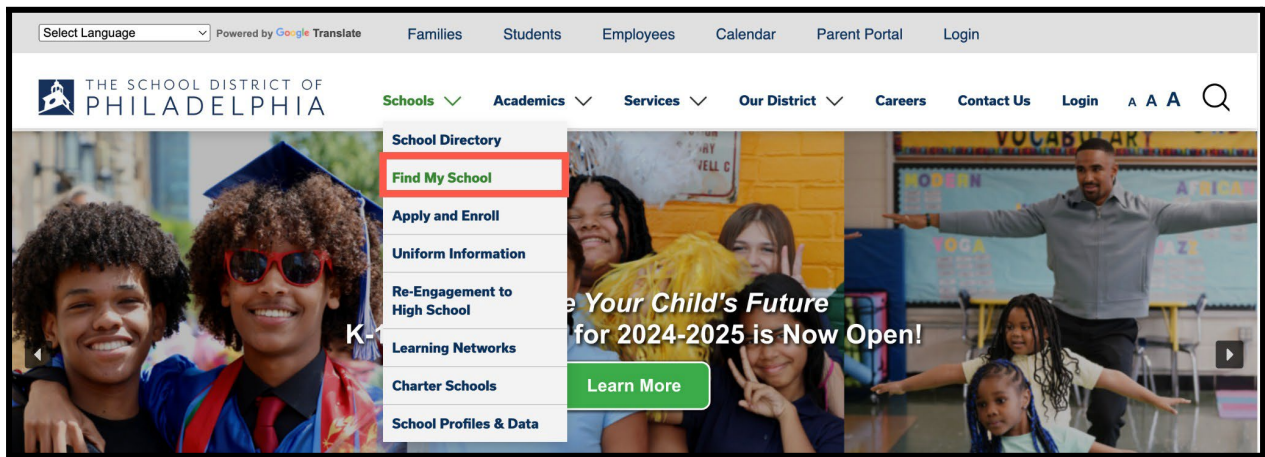 Select Language
Powered by Google Translate
Families
Students
Employees
Calendar
Parent Portal
Login
THE SCHOOL DISTRICT OF
PHILADELPHIA
Schools
Academics
Services
Our District
Careers
Contact Us
Login
A A A
School Directory
Find My School
Apply and Enroll
Uniform Information
Re-Engagement to
High School
Learning Networks
Charter Schools
School Profiles & Data
VOCABULARY
MODERN
YOGA
Your Child's Future
for 2024-2025 is Now Open!
Learn More